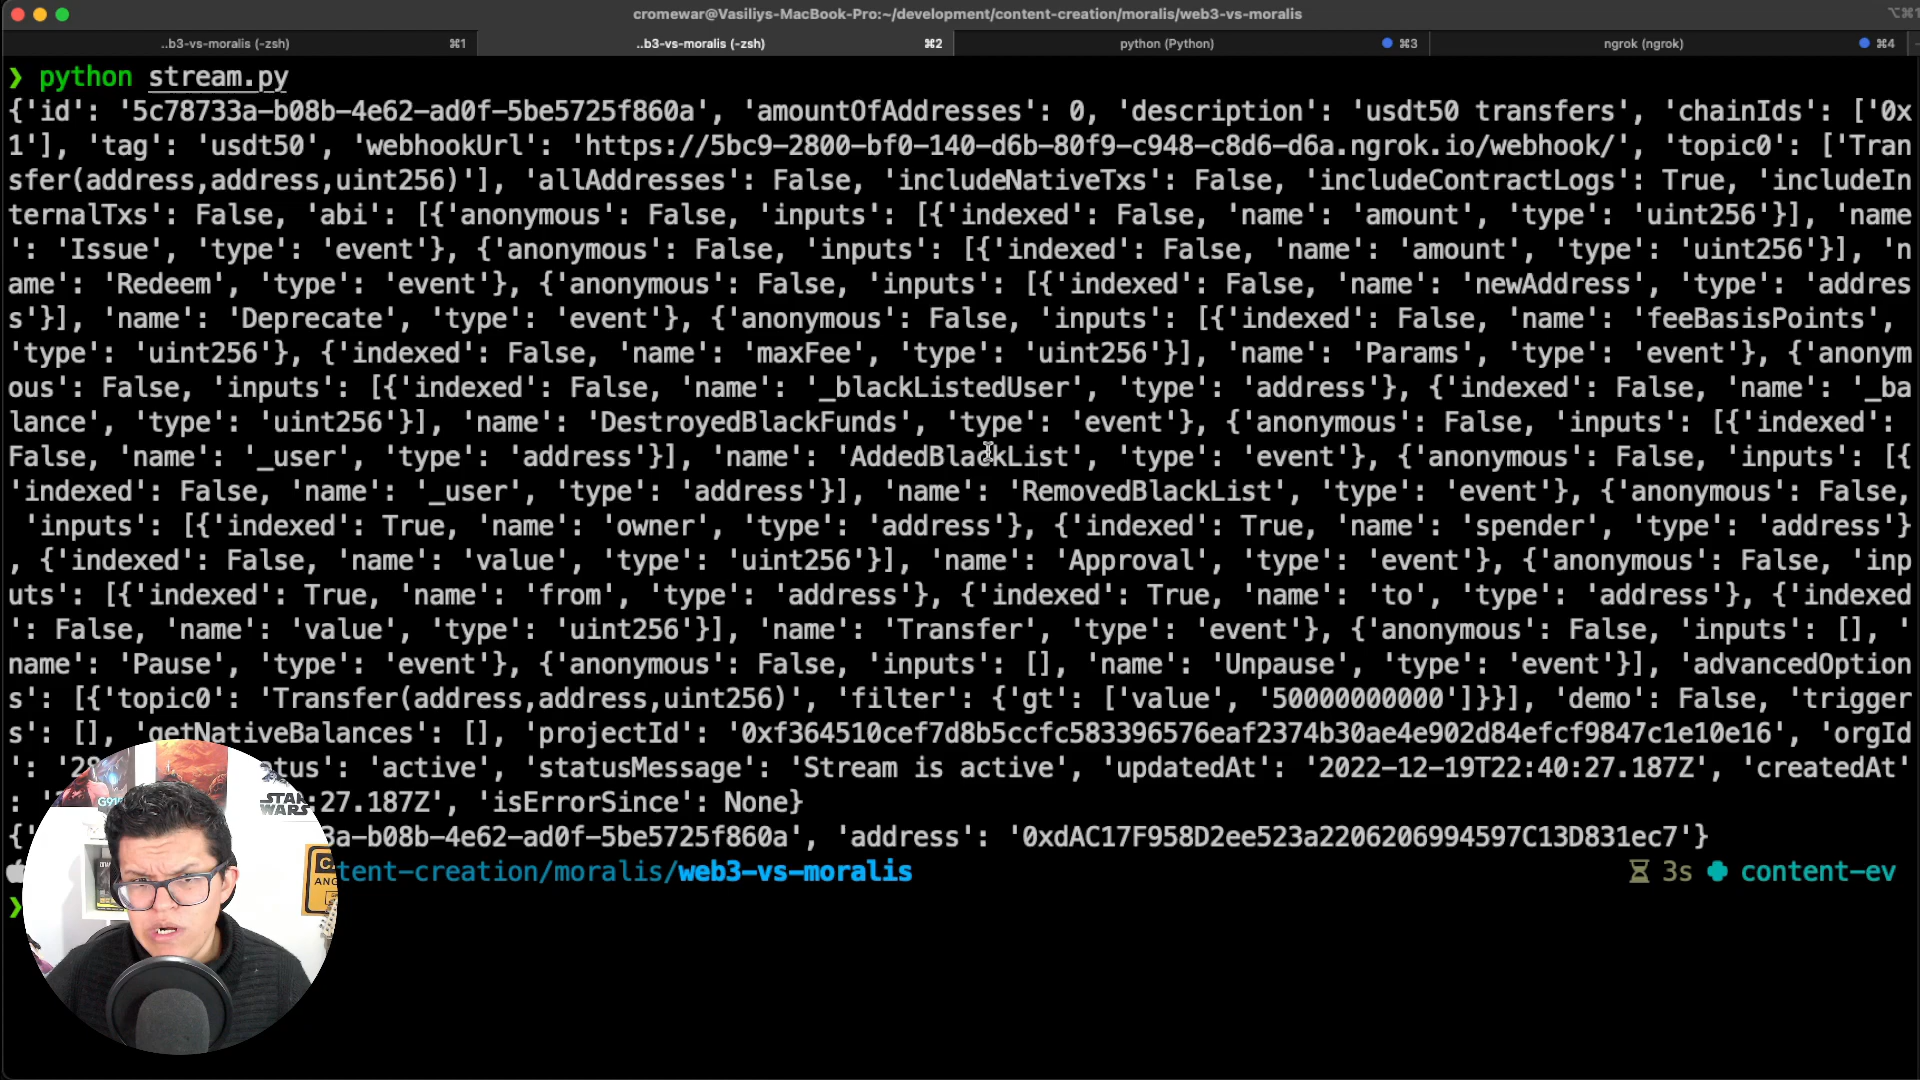 cromewar@Vasiliys-MacBook-Pro:~/development/content-creation/moralis/web3-vs-moralis
⌥⌘1
..b3-vs-moralis (-zsh) ⌘1 ..b3-vs-moralis (-zsh) ⌘2 python (Python) ⌘3 ngrok (ngrok) ⌘4
❯ python stream.py
{'id': '5c78733a-b08b-4e62-ad0f-5be5725f860a', 'amountOfAddresses': 0, 'description': 'usdt50 transfers', 'chainIds': ['0x
1'], 'tag': 'usdt50', 'webhookUrl': 'https://5bc9-2800-bf0-140-d6b-80f9-c948-c8d6-d6a.ngrok.io/webhook/', 'topic0': ['Tran
sfer(address,address,uint256)'], 'allAddresses': False, 'includeNativeTxs': False, 'includeContractLogs': True, 'includeIn
ternalTxs': False, 'abi': [{'anonymous': False, 'inputs': [{'indexed': False, 'name': 'amount', 'type': 'uint256'}], 'name
': 'Issue', 'type': 'event'}, {'anonymous': False, 'inputs': [{'indexed': False, 'name': 'amount', 'type': 'uint256'}], 'n
ame': 'Redeem', 'type': 'event'}, {'anonymous': False, 'inputs': [{'indexed': False, 'name': 'newAddress', 'type': 'addres
s'}], 'name': 'Deprecate', 'type': 'event'}, {'anonymous': False, 'inputs': [{'indexed': False, 'name': 'feeBasisPoints',
'type': 'uint256'}, {'indexed': False, 'name': 'maxFee', 'type': 'uint256'}], 'name': 'Params', 'type': 'event'}, {'anonym
ous': False, 'inputs': [{'indexed': False, 'name': '_blackListedUser', 'type': 'address'}, {'indexed': False, 'name': '_ba
lance', 'type': 'uint256'}], 'name': 'DestroyedBlackFunds', 'type': 'event'}, {'anonymous': False, 'inputs': [{'indexed':
False, 'name': '_user', 'type': 'address'}], 'name': 'AddedBlackList', 'type': 'event'}, {'anonymous': False, 'inputs': [{
'indexed': False, 'name': '_user', 'type': 'address'}], 'name': 'RemovedBlackList', 'type': 'event'}, {'anonymous': False,
'inputs': [{'indexed': True, 'name': 'owner', 'type': 'address'}, {'indexed': True, 'name': 'spender', 'type': 'address'}
, {'indexed': False, 'name': 'value', 'type': 'uint256'}], 'name': 'Approval', 'type': 'event'}, {'anonymous': False, 'inp
uts': [{'indexed': True, 'name': 'from', 'type': 'address'}, {'indexed': True, 'name': 'to', 'type': 'address'}, {'indexed
': False, 'name': 'value', 'type': 'uint256'}], 'name': 'Transfer', 'type': 'event'}, {'anonymous': False, 'inputs': [], '
name': 'Pause', 'type': 'event'}, {'anonymous': False, 'inputs': [], 'name': 'Unpause', 'type': 'event'}], 'advancedOption
s': [{'topic0': 'Transfer(address,address,uint256)', 'filter': {'gt': ['value', '50000000000']}}], 'demo': False, 'trigger
s': [], 'getNativeBalances': [], 'projectId': '0xf364510cef7d8b5ccfc583396576eaf2374b30ae4e902d84efcf9847c1e10e16', 'orgId
': '28 atus': 'active', 'statusMessage': 'Stream is active', 'updatedAt': '2022-12-19T22:40:27.187Z', 'createdAt'
: ' :27.187Z', 'isErrorSince': None}
{' 3a-b08b-4e62-ad0f-5be5725f860a', 'address': '0xdAC17F958D2ee523a2206206994597C13D831ec7'}
tent-creation/moralis/web3-vs-moralis 3s content-ev
❯
STAR
WARS